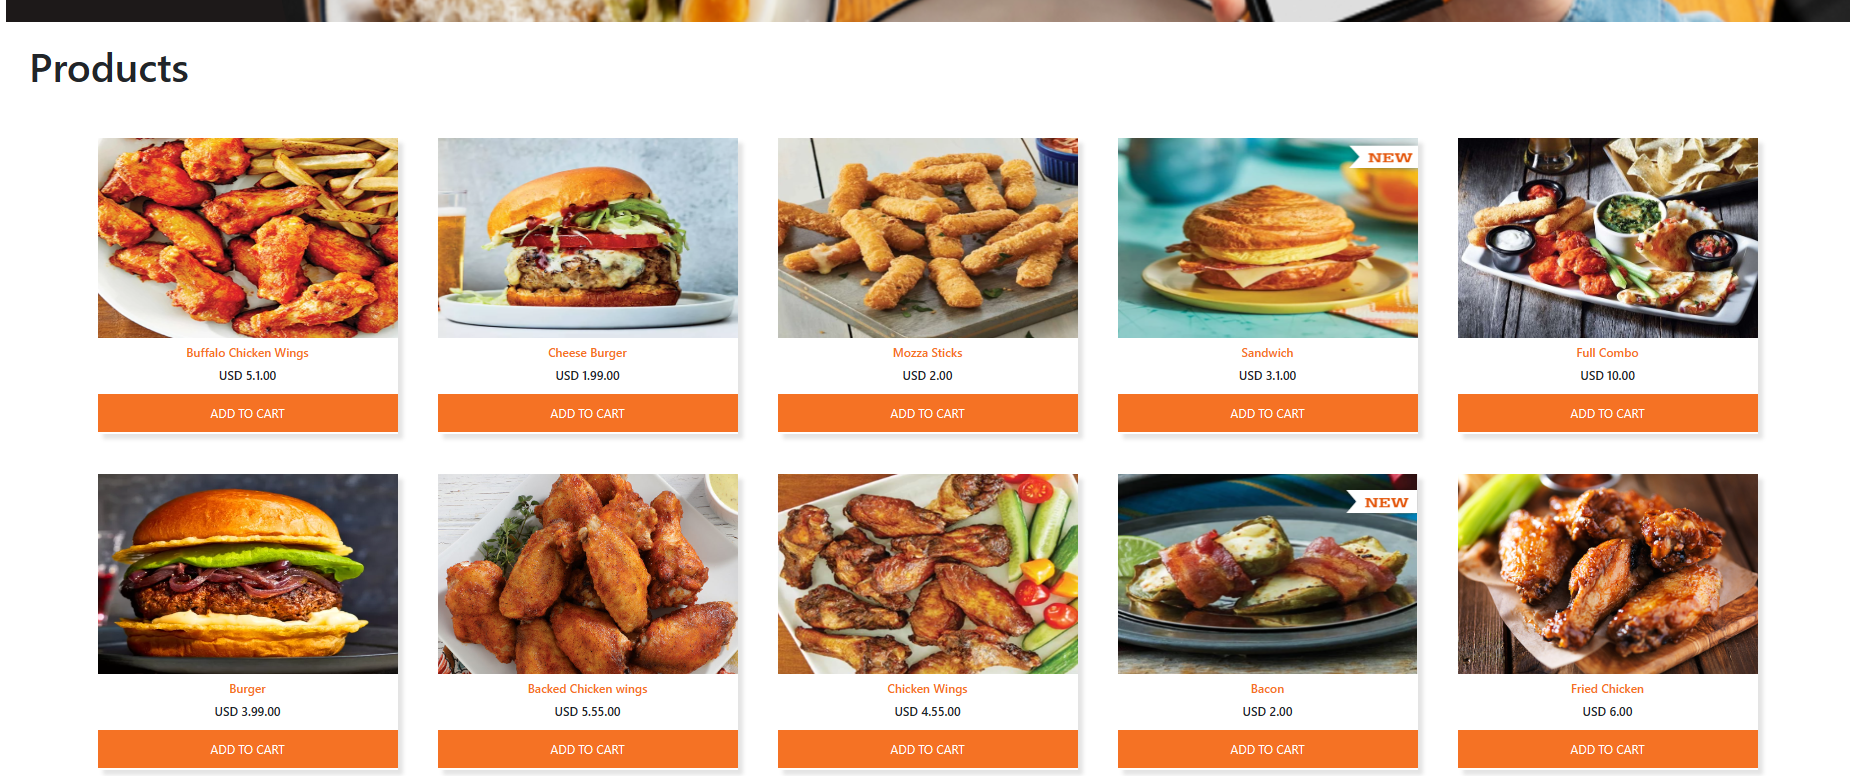 Products
NEW
Buffalo Chicken Wings
USD 5.1.00
ADD TO CART
Cheese Burger
USD 1.99.00
ADD TO CART
Mozza Sticks
USD 2.00
ADD TO CART
Sandwich
USD 3.1.00
ADD TO CART
Full Combo
USD 10.00
ADD TO CART
NEW
Burger
USD 3.99.00
ADD TO CART
Backed Chicken wings
USD 5.55.00
ADD TO CART
Chicken Wings
USD 4.55.00
ADD TO CART
Bacon
USD 2.00
ADD TO CART
Fried Chicken
USD 6.00
ADD TO CART